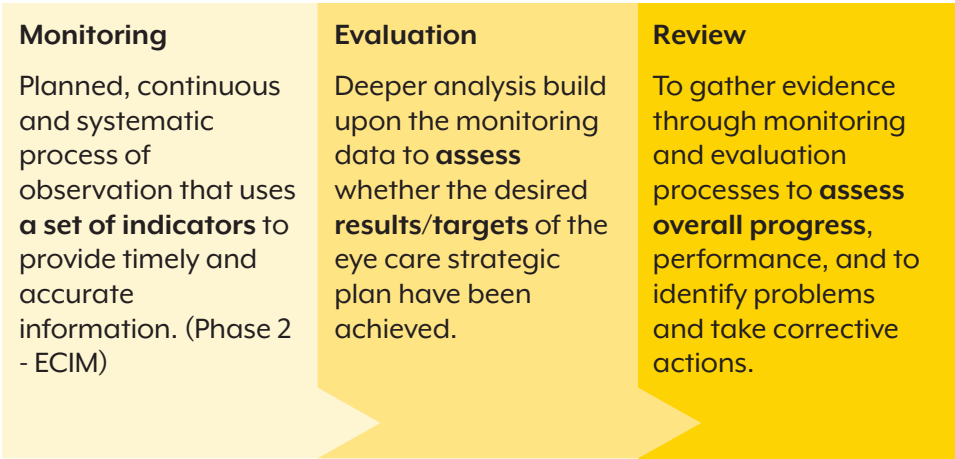 Monitoring
Planned, continuous
and systematic
process of
observation that uses
a set of indicators to
provide timely and
accurate
information. (Phase 2
- ECIM)
Evaluation
Deeper analysis build
upon the monitoring
data to assess
whether the desired
results/targets of the
eye care strategic
plan have been
achieved.
Review
To gather evidence
through monitoring
and evaluation
processes to assess
overall progress,
performance, and to
identify problems
and take corrective
actions.